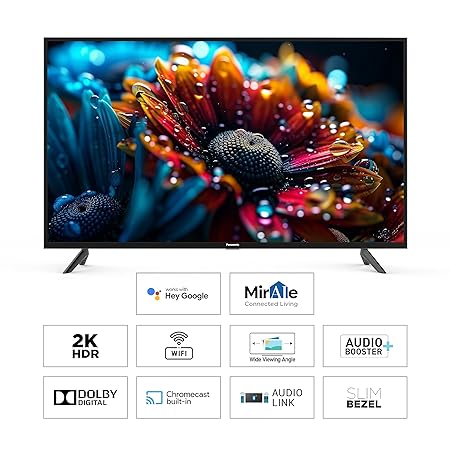 Panasonic
works with
Hey Google
MirAIe
Connected Living
2K
HDR
WIFI
Wide Viewing Angle
AUDIO+
BOOSTER
DOLBY
DIGITAL
Chromecast
built-in
AUDIO
LINK
SLIM
BEZEL